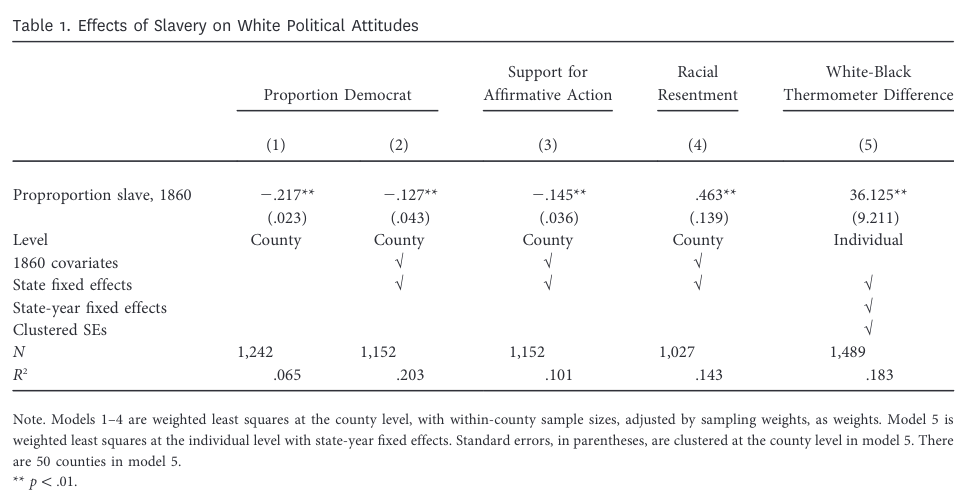 Table 1. Effects of Slavery on White Political Attitudes
Support for Racial White-Black
Proportion Democrat Affirmative Action Resentment Thermometer Difference
(1) (2) (3) (4) (5)
Proproportion slave, 1860 −.217** −.127** −.145** .463** 36.125**
(.023) (.043) (.036) (.139) (9.211)
Level County County County County Individual
1860 covariates √ √ √
State fixed effects √ √ √ √
State-year fixed effects √
Clustered SEs √
N 1,242 1,152 1,152 1,027 1,489
R² .065 .203 .101 .143 .183
Note. Models 1–4 are weighted least squares at the county level, with within-county sample sizes, adjusted by sampling weights, as weights. Model 5 is
weighted least squares at the individual level with state-year fixed effects. Standard errors, in parentheses, are clustered at the county level in model 5. There
are 50 counties in model 5.
** p < .01.